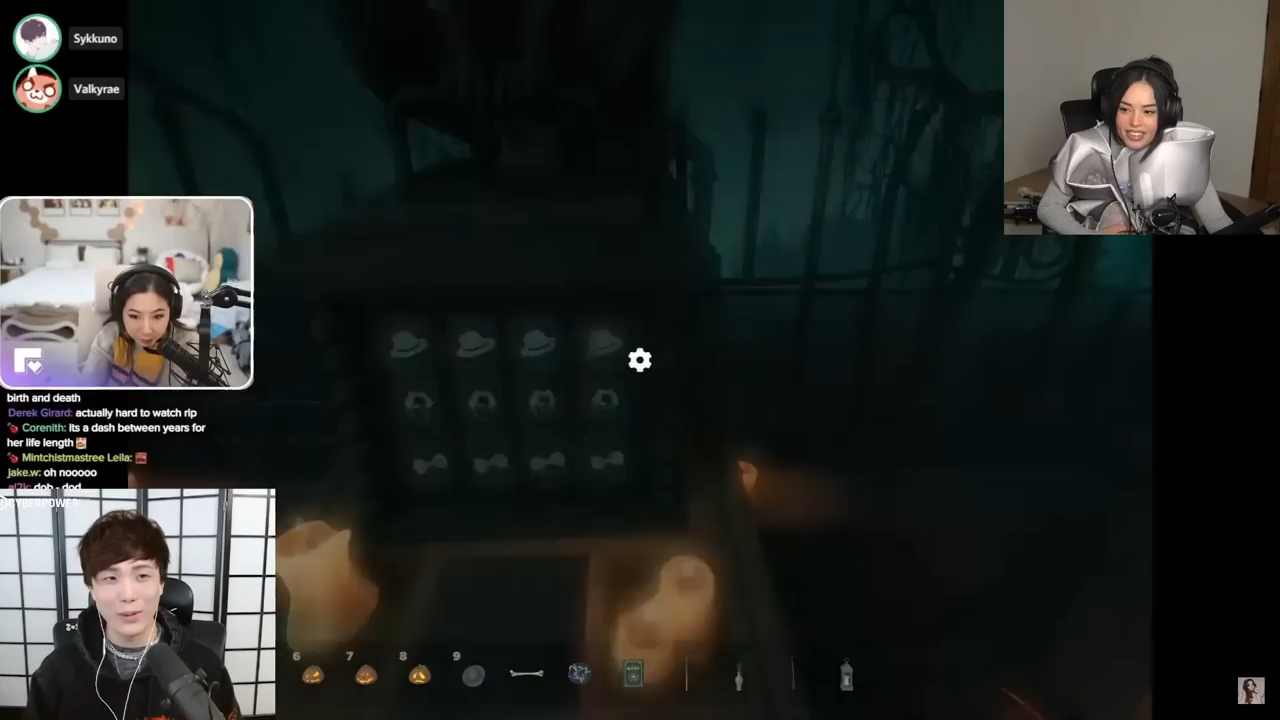 Sykkuno
Valkyrae
birth and death
Derek Girard: actually hard to watch rip
Corenith: its a dash between years for
her life length
Mintchistmastree Leila:
jake.w: oh nooooo
CYBERPOWER
6 7 8 9